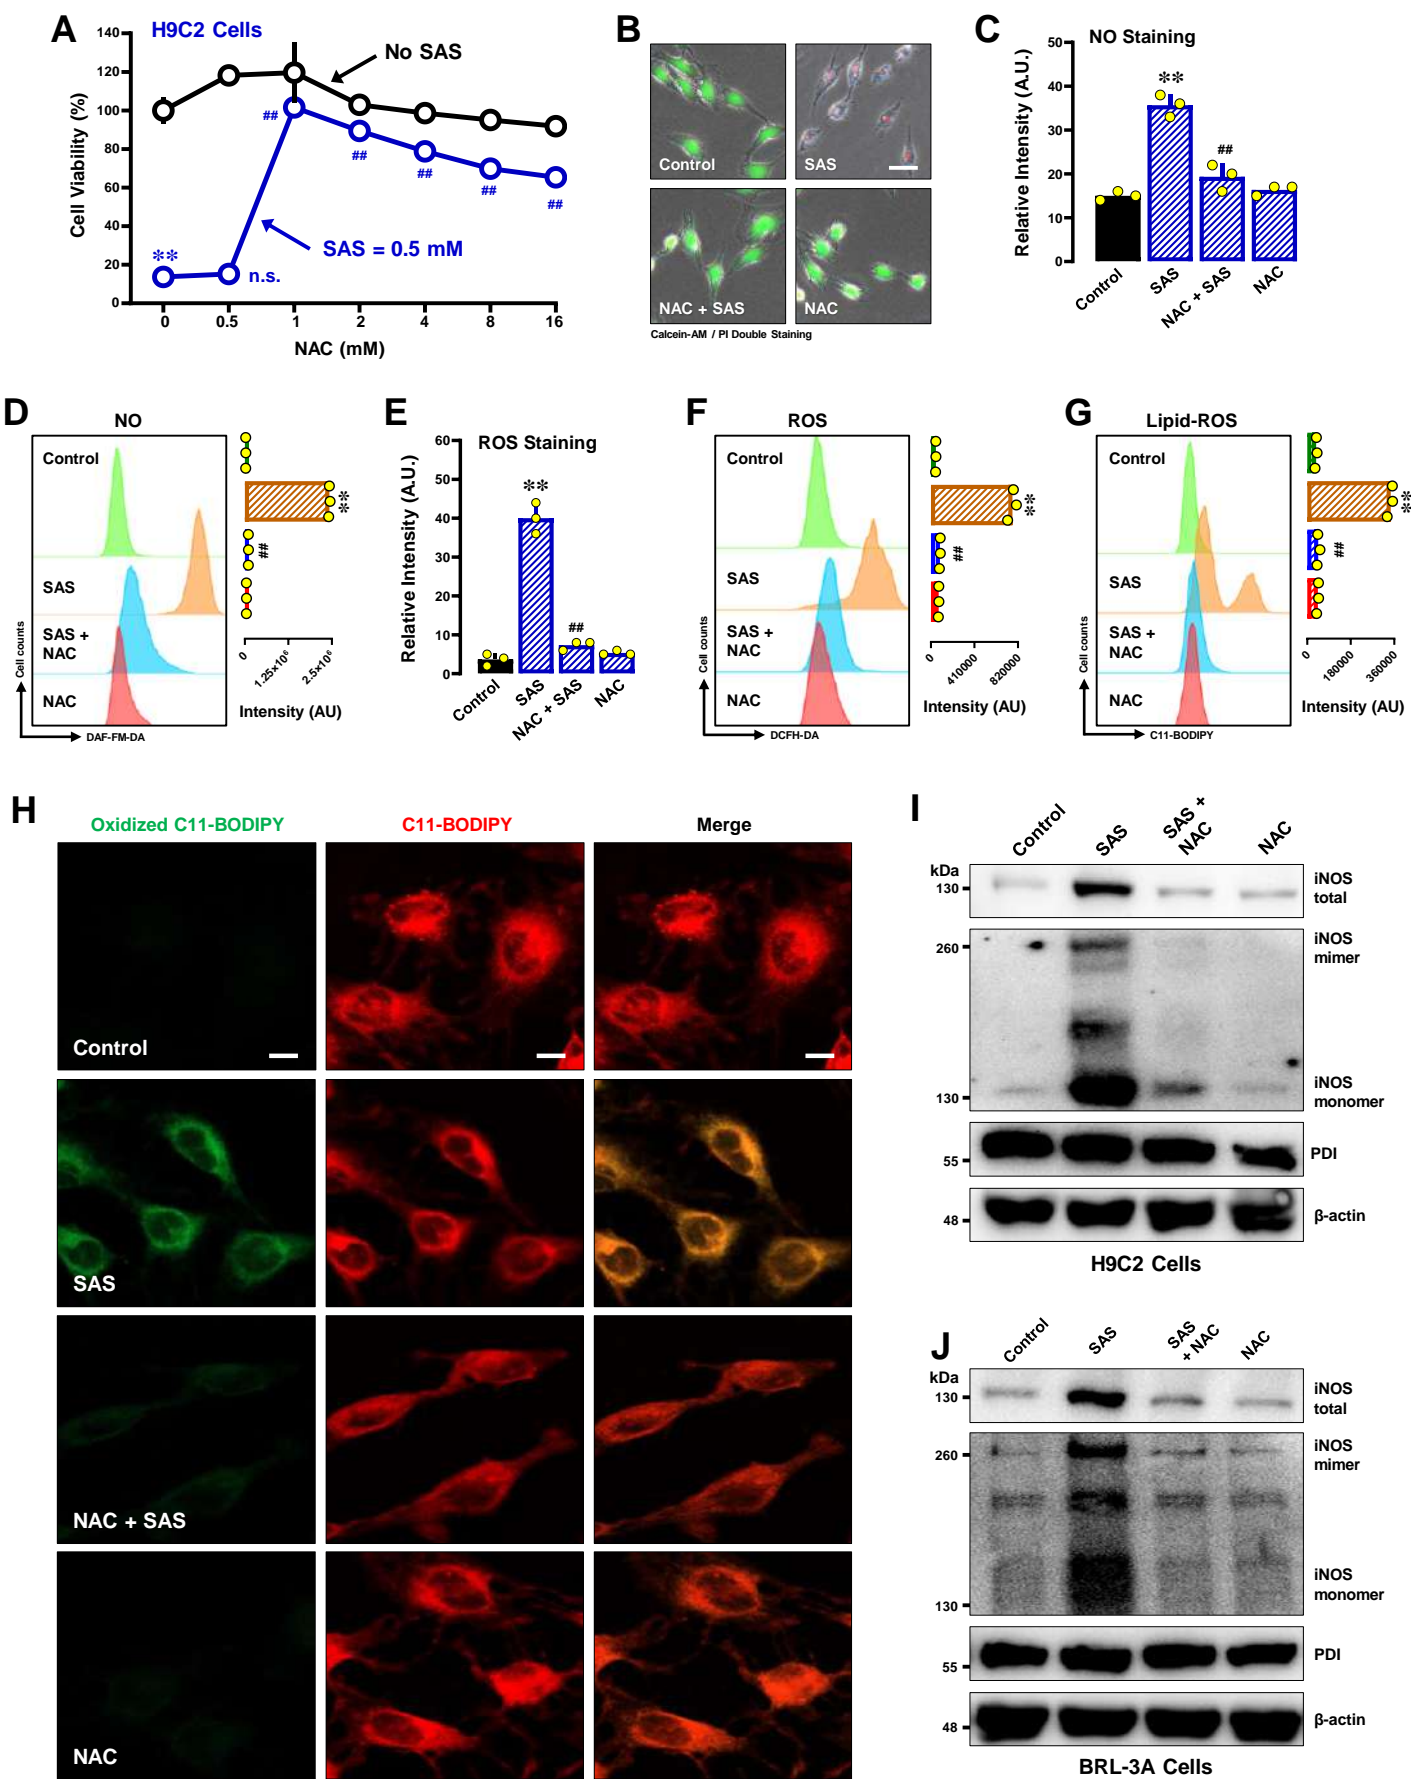 A
H9C2 Cells
No SAS
Cell Viability (%)
140
120
100
80
60
40
20
0
##
##
##
##
##
**
n.s.
SAS = 0.5 mM
0 0.5 1 2 4 8 16
NAC (mM)
B
Control
SAS
NAC + SAS
NAC
Calcein-AM / PI Double Staining
C
NO Staining
Relative Intensity (A.U.)
50
40
30
20
10
0
**
##
Control
SAS
NAC + SAS
NAC
D
NO
Control
SAS
SAS +
NAC
NAC
Cell counts
DAF-FM-DA
**
##
0
1.25×10⁶
2.5×10⁶
Intensity (AU)
E
ROS Staining
Relative Intensity (A.U.)
60
50
40
30
20
10
0
**
##
Control
SAS
NAC + SAS
NAC
F
ROS
Control
SAS
SAS +
NAC
NAC
Cell counts
DCFH-DA
**
##
0
410000
820000
Intensity (AU)
G
Lipid-ROS
Control
SAS
SAS +
NAC
NAC
Cell counts
C11-BODIPY
**
##
0
180000
360000
Intensity (AU)
H
Oxidized C11-BODIPY
C11-BODIPY
Merge
Control
SAS
NAC + SAS
NAC
I
Control
SAS
SAS +
NAC
NAC
kDa
130
iNOS
total
260
iNOS
mimer
130
iNOS
monomer
55
PDI
48
β-actin
H9C2 Cells
J
Control
SAS
SAS
+ NAC
NAC
kDa
130
iNOS
total
260
iNOS
mimer
130
iNOS
monomer
55
PDI
48
β-actin
BRL-3A Cells